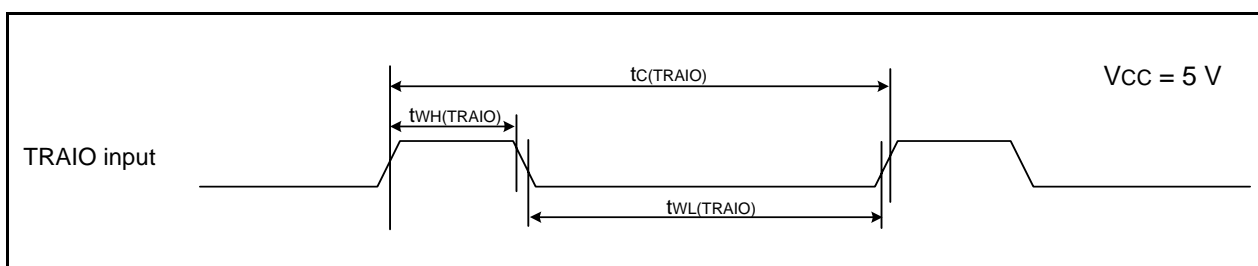 tC(TRAIO)
VCC = 5 V
tWH(TRAIO)
TRAIO input
tWL(TRAIO)